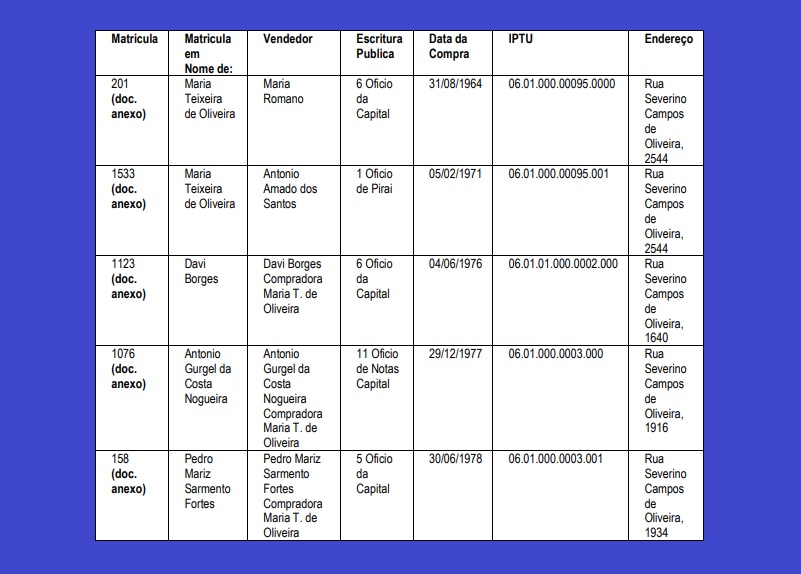 Matricula
Matricula
em
Nome de:
Vendedor
Escritura
Publica
Data da
Compra
IPTU
Endereço
201
(doc.
anexo)
Maria
Teixeira
de Oliveira
Maria
Romano
6 Oficio
da
Capital
31/08/1964
06.01.000.00095.0000
Rua
Severino
Campos
de
Oliveira,
2544
1533
(doc.
anexo)
Maria
Teixeira
de Oliveira
Antonio
Amado dos
Santos
1 Oficio
de Pirai
05/02/1971
06.01.000.00095.001
Rua
Severino
Campos
de
Oliveira,
2544
1123
(doc.
anexo)
Davi
Borges
Davi Borges
Compradora
Maria T. de
Oliveira
6 Oficio
da
Capital
04/06/1976
06.01.01.000.0002.000
Rua
Severino
Campos
de
Oliveira,
1640
1076
(doc.
anexo)
Antonio
Gurgel da
Costa
Nogueira
Antonio
Gurgel da
Costa
Nogueira
Compradora
Maria T. de
Oliveira
11 Oficio
de Notas
Capital
29/12/1977
06.01.000.0003.000
Rua
Severino
Campos
de
Oliveira,
1916
158
(doc.
anexo)
Pedro
Mariz
Sarmento
Fortes
Pedro Mariz
Sarmento
Fortes
Compradora
Maria T. de
Oliveira
5 Oficio
da
Capital
30/06/1978
06.01.000.0003.001
Rua
Severino
Campos
de
Oliveira,
1934